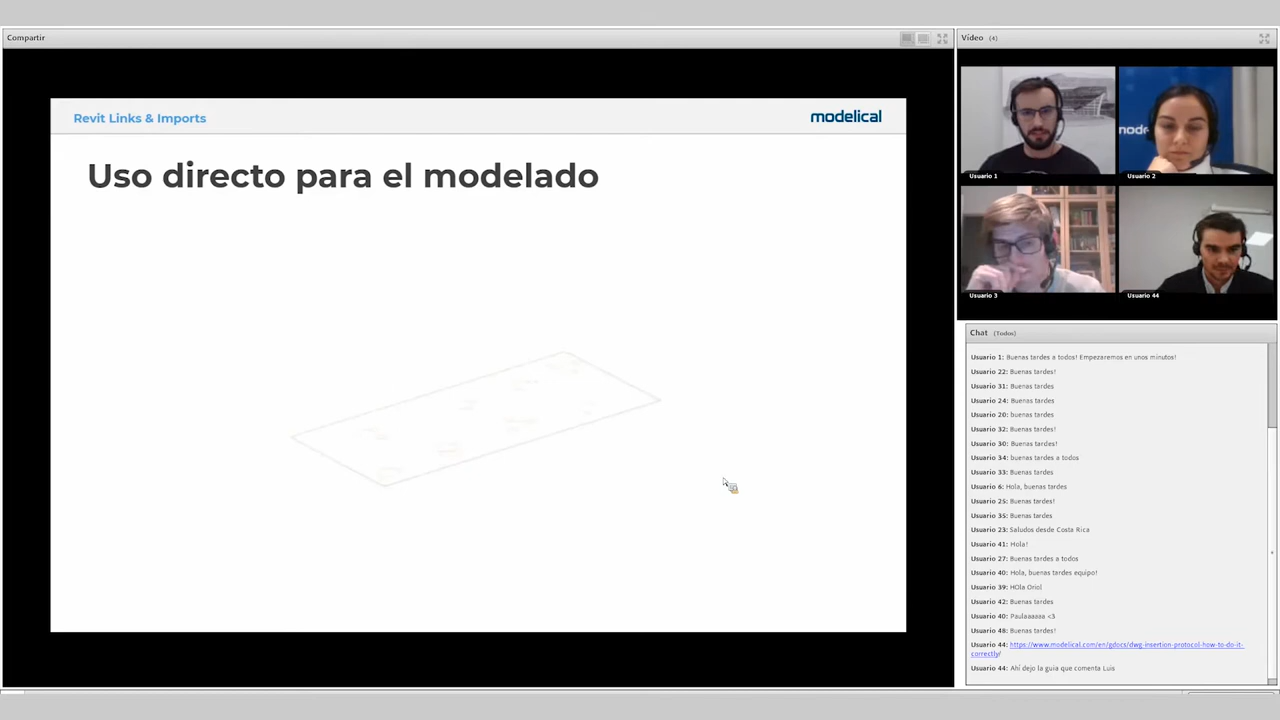 Compartir
Revit Links & Imports
modelical
Uso directo para el modelado
Vídeo (4)
node
Usuario 1
Usuario 2
Usuario 3
Usuario 44
Chat (Todos)
Usuario 1: Buenas tardes a todos! Empezaremos en unos minutos!
Usuario 22: Buenas tardes!
Usuario 31: Buenas tardes
Usuario 24: Buenas tardes
Usuario 20: buenas tardes
Usuario 32: Buenas tardes!
Usuario 30: Buenas tardes!
Usuario 34: buenas tardes a todos
Usuario 33: Buenas tardes
Usuario 6: Hola, buenas tardes
Usuario 25: Buenas tardes!
Usuario 35: Buenas tardes
Usuario 23: Saludos desde Costa Rica
Usuario 41: Hola!
Usuario 27: Buenas tardes a todos
Usuario 40: Hola, buenas tardes equipo!
Usuario 39: HOla Oriol
Usuario 42: Buenas tardes
Usuario 40: Paulaaaaaa <3
Usuario 48: Buenas tardes!
Usuario 44: https://www.modelical.com/en/gdocs/dwg-insertion-protocol-how-to-do-it-
correctly/
Usuario 44: Ahí dejo la guia que comenta Luis